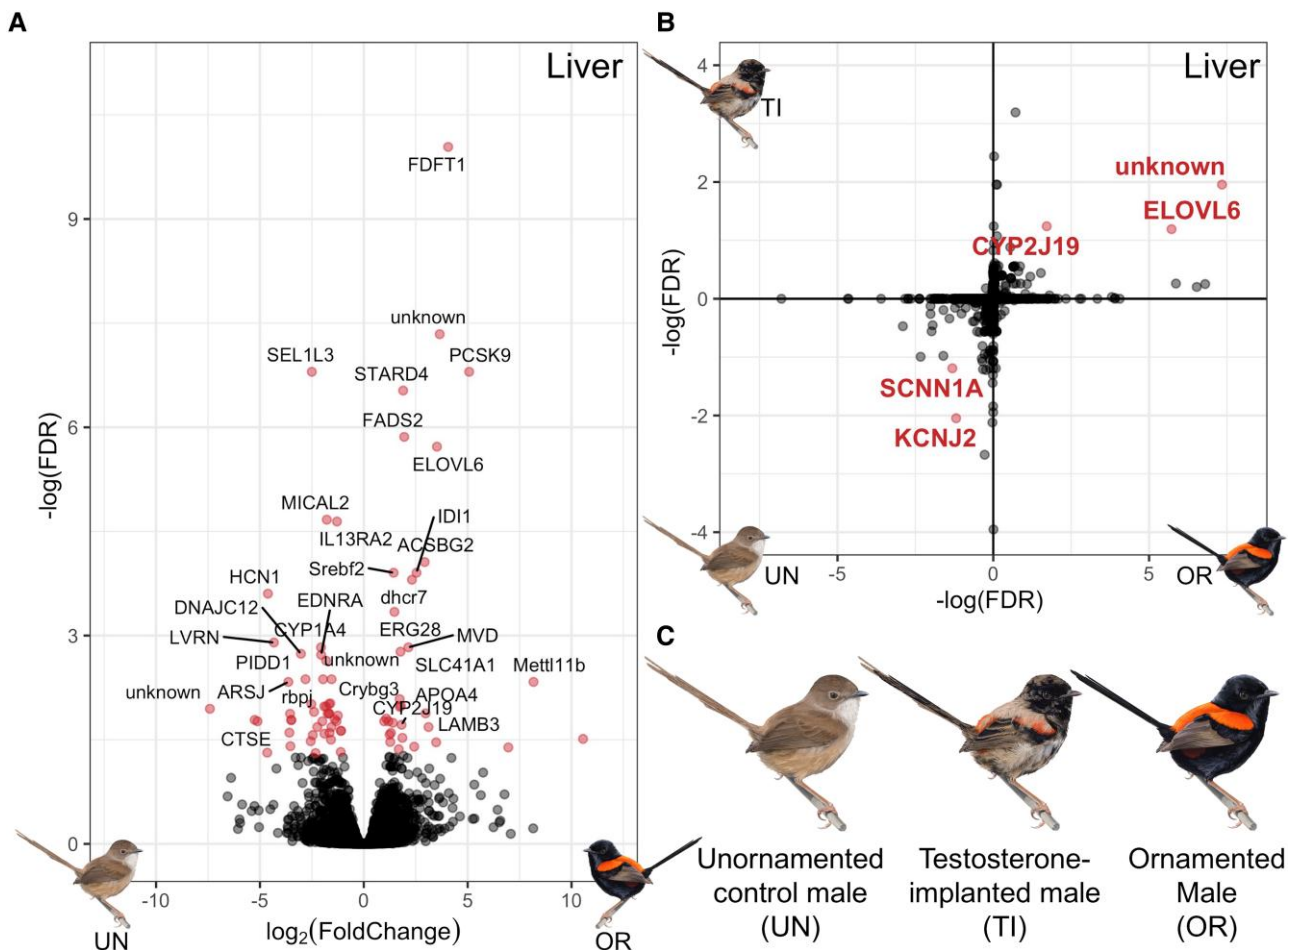 A
Liver
FDFT1
9
unknown
SEL1L3
PCSK9
STARD4
FADS2
6
ELOVL6
-log(FDR)
MICAL2
IDI1
IL13RA2
ACSBG2
Srebf2
HCN1
dhcr7
DNAJC12
EDNRA
CYP1A4
ERG28
MVD
3
LVRN
PIDD1
unknown
SLC41A1
Mettl11b
unknown
ARSJ
rbpj
Crybg3
APOA4
CYP2J19
LAMB3
CTSE
0
-10
-5
0
5
10
UN
log2(FoldChange)
OR
B
Liver
4
TI
unknown
2
ELOVL6
CYP2J19
-log(FDR)
0
SCNN1A
-2
KCNJ2
-4
UN
-5
0
5
OR
-log(FDR)
C
Unornamented
control male
(UN)
Testosterone-
implanted male
(TI)
Ornamented
Male
(OR)